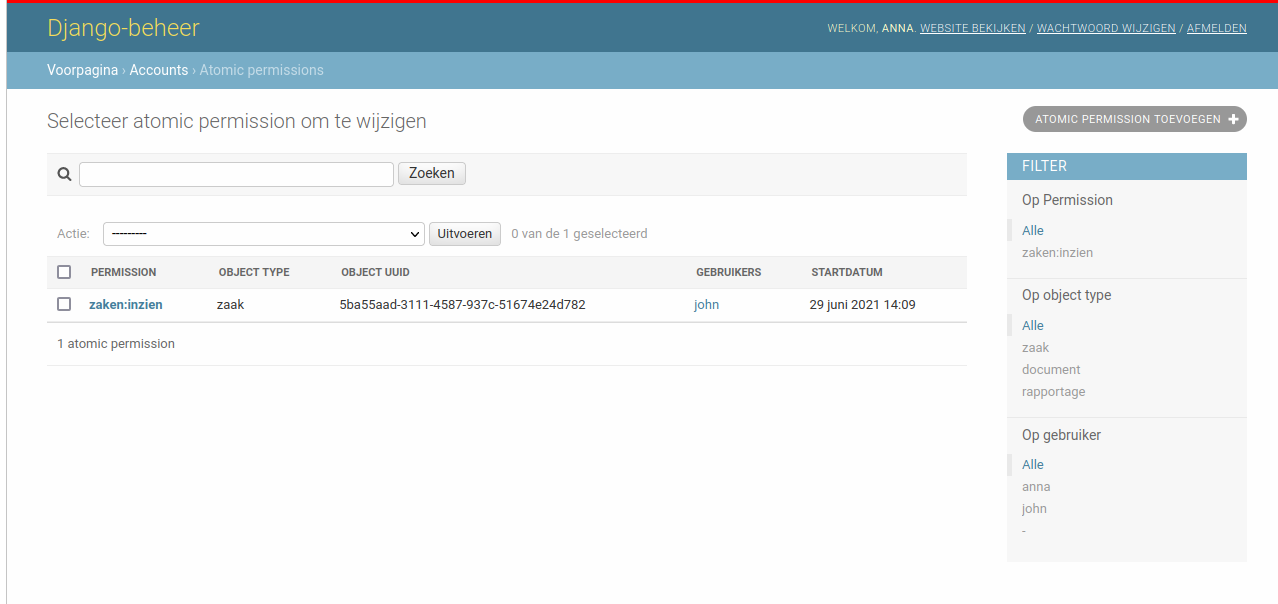 Django-beheer
WELKOM, ANNA. WEBSITE BEKIJKEN / WACHTWOORD WIJZIGEN / AFMELDEN
Voorpagina › Accounts › Atomic permissions
Selecteer atomic permission om te wijzigen
ATOMIC PERMISSION TOEVOEGEN +
Zoeken
Actie: --------- Uitvoeren 0 van de 1 geselecteerd
PERMISSION OBJECT TYPE OBJECT UUID GEBRUIKERS STARTDATUM
zaken:inzien zaak 5ba55aad-3111-4587-937c-51674e24d782 john 29 juni 2021 14:09
1 atomic permission
FILTER
Op Permission
Alle
zaken:inzien
Op object type
Alle
zaak
document
rapportage
Op gebruiker
Alle
anna
john
-